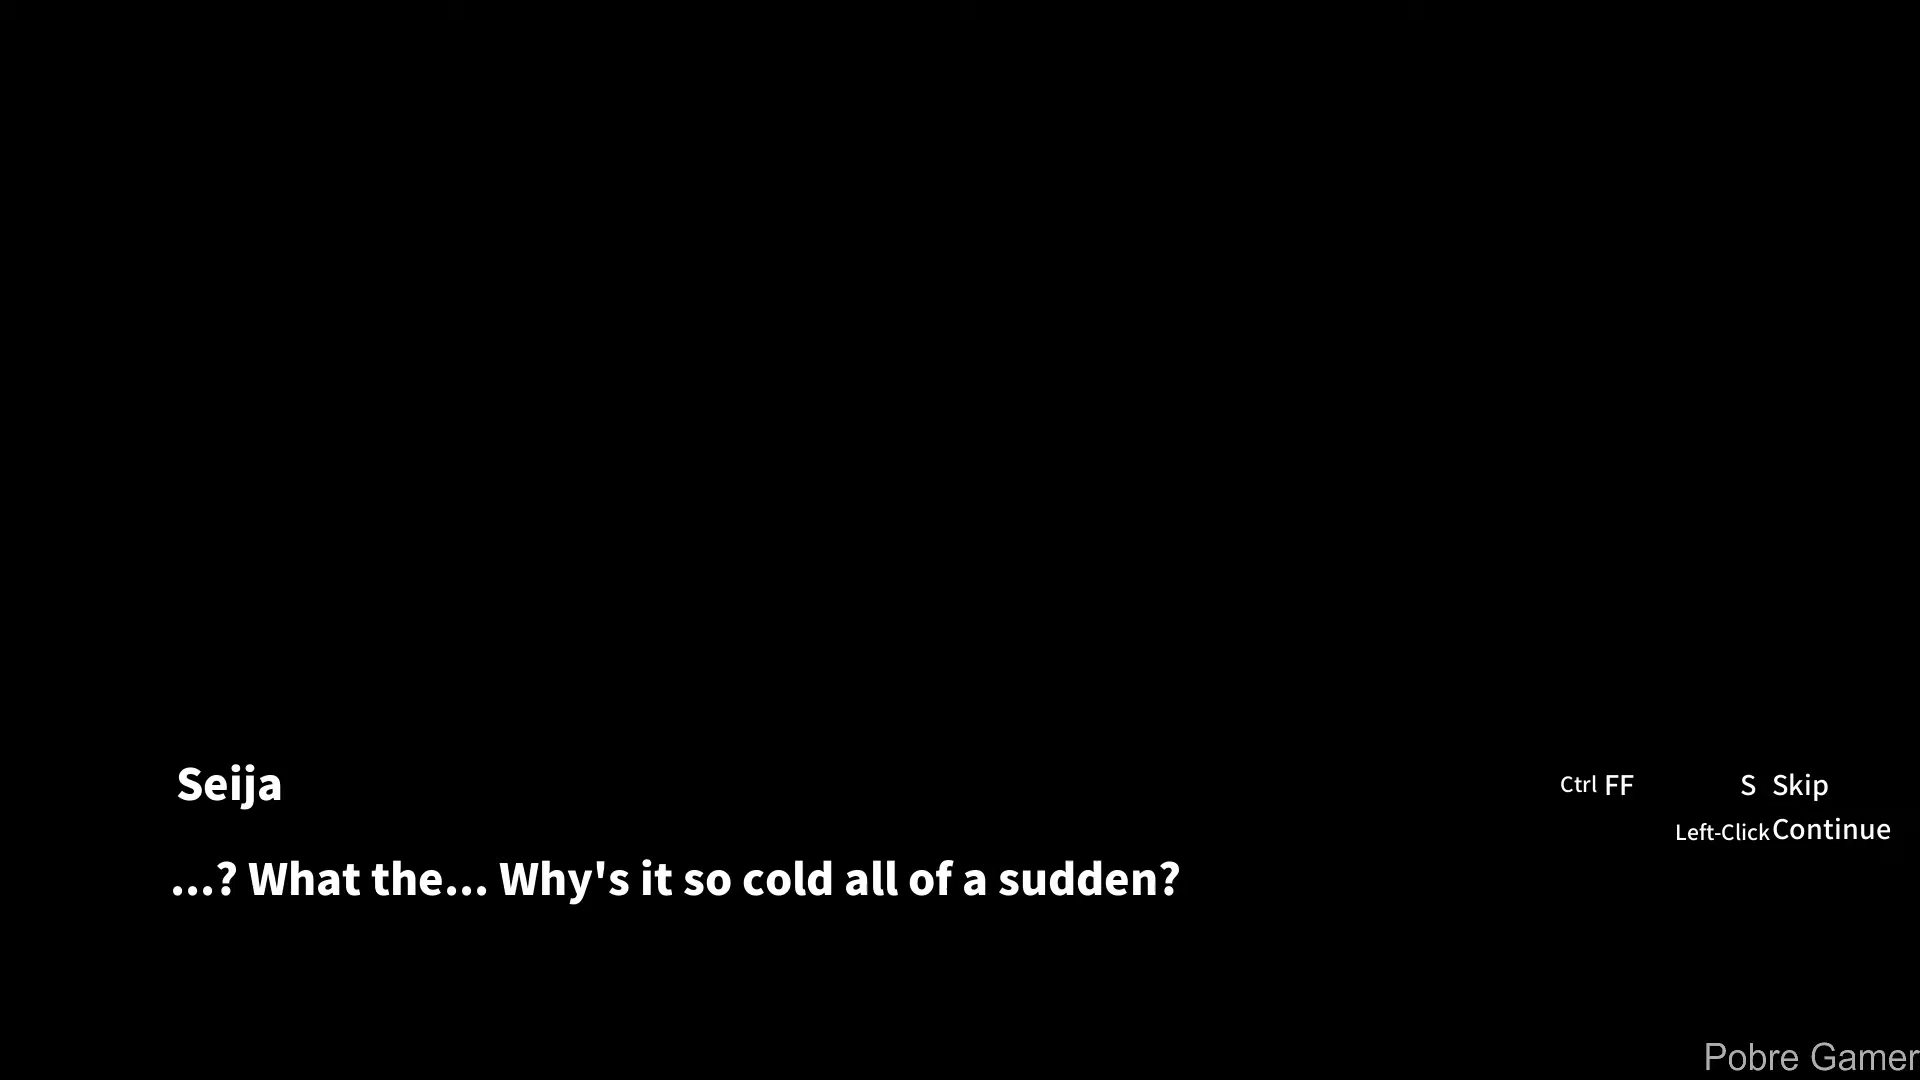 Seija
Ctrl FF S Skip
Left-Click Continue
...? What the... Why's it so cold all of a sudden?
Pobre Gamer